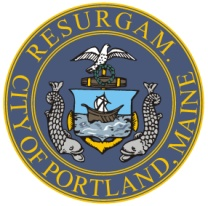 RESURGAM
CITY OF PORTLAND, MAINE